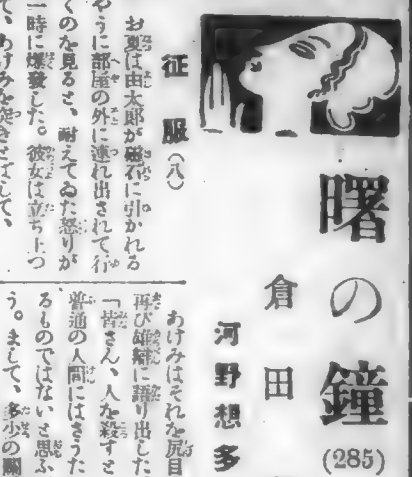 曙の鐘
(285)
倉田
河野想多
征服(八)
お夏は由太郎が磁石に引かれる
やうに部屋の外に連れ出されて行
くのを見ると、耐えてゐた怒りが
一時に爆發した。彼女は立ち上つ
て、あけみを突きとばして、
あけみはそれを尻目
再び雄辯に語り出した
「皆さん、人を殺すと
普通の人間にはさうた
るものではないと思ふ
う。まして、多少の關